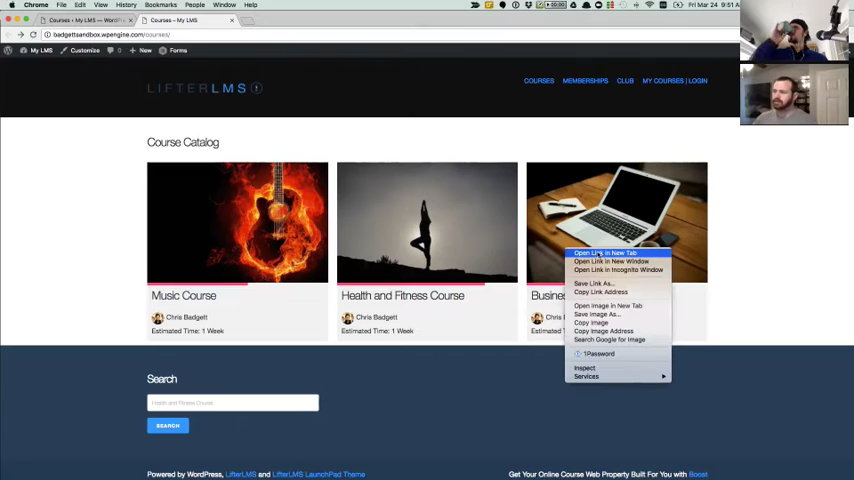 Chrome File Edit View History Bookmarks People Window Help
Fri Mar 24 9:51 A
Courses ‹ My LMS — WordPre
Courses – My LMS
badgettsandbox.wpengine.com/courses/
My LMS Customize 0 New Forms
LIFTERLMS
COURSES MEMBERSHIPS CLUB MY COURSES | LOGIN
Course Catalog
Music Course
Chris Badgett
Estimated Time: 1 Week
Health and Fitness Course
Chris Badgett
Estimated Time: 1 Week
Busine
Chris
Estimated
Open Link in New Tab
Open Link in New Window
Open Link in Incognito Window
Save Link As...
Copy Link Address
Open Image in New Tab
Save Image As...
Copy Image
Copy Image Address
Search Google for Image
1Password
Inspect
Services
Search
Health and Fitness Course
SEARCH
Powered by WordPress, LifterLMS and LifterLMS LaunchPad Theme
Get Your Online Course Web Property Built For You with Boost